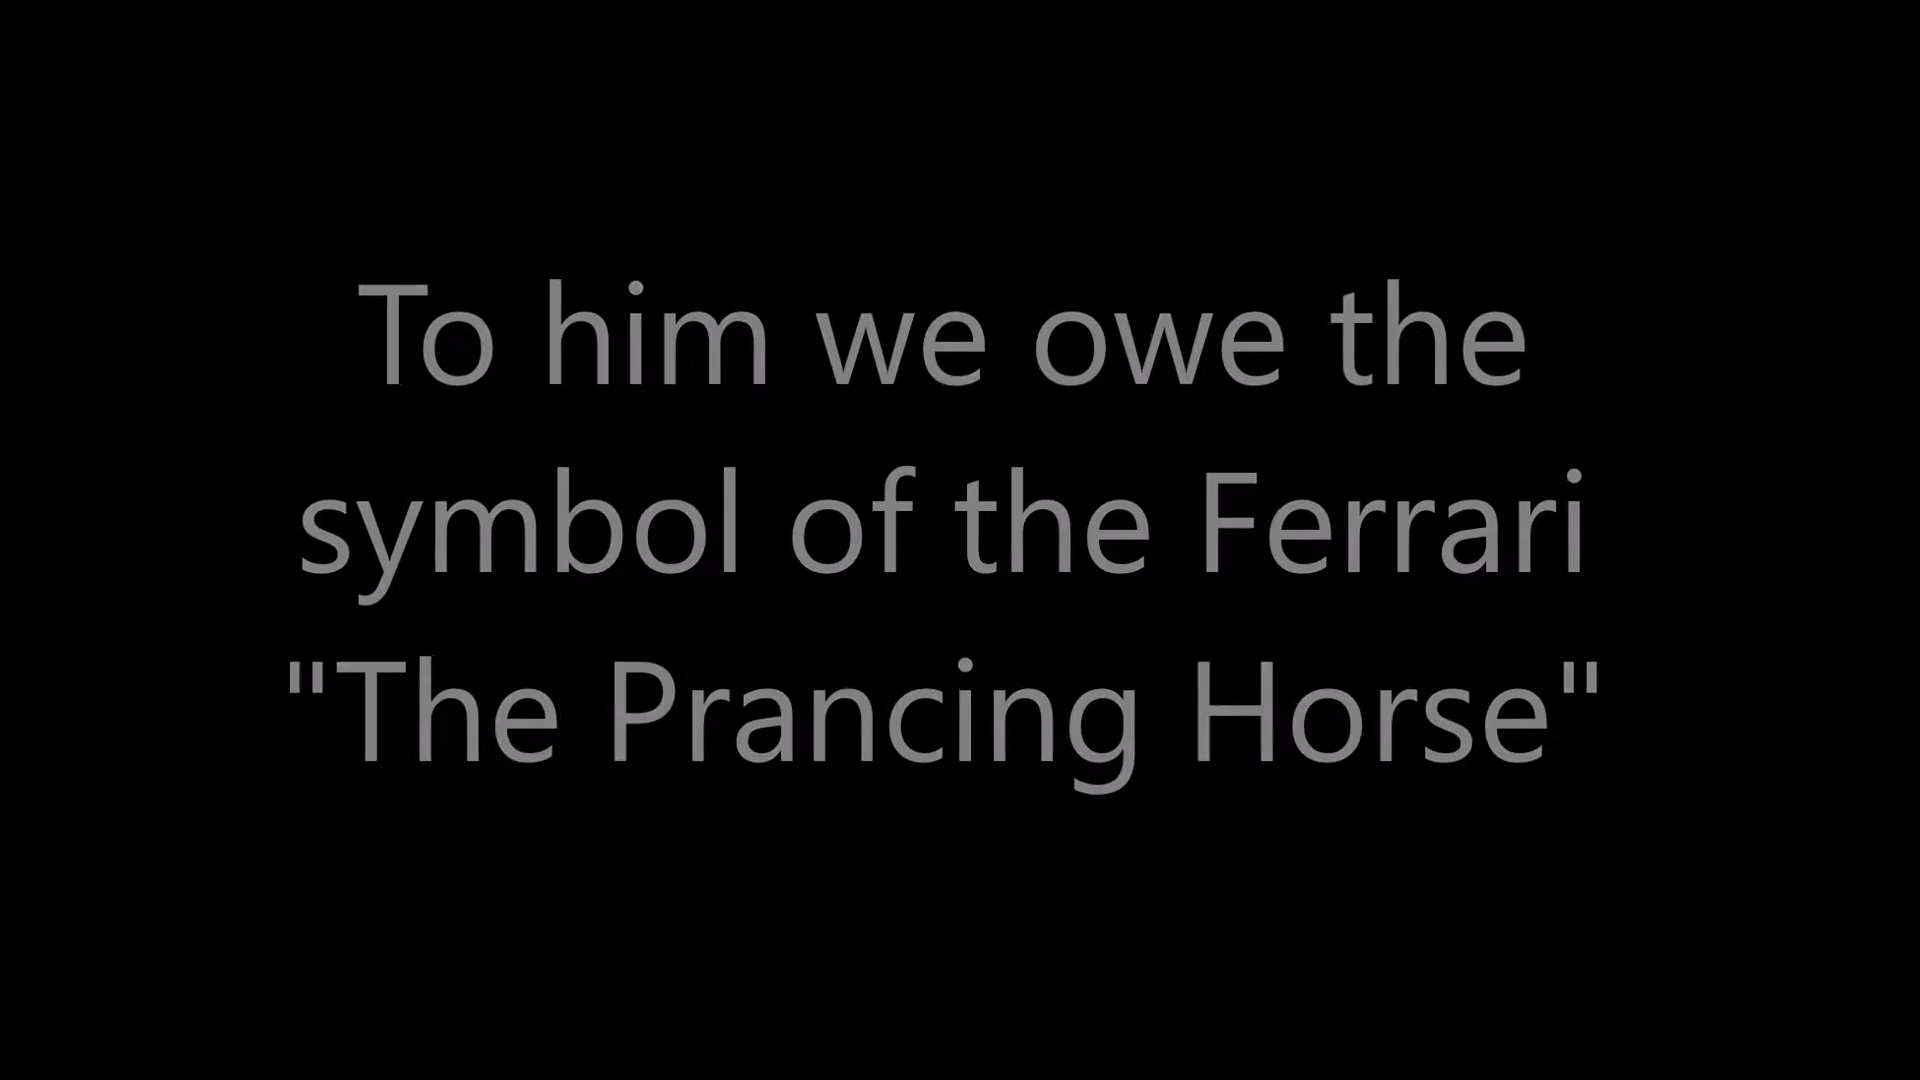 To him we owe the
symbol of the Ferrari
"The Prancing Horse"